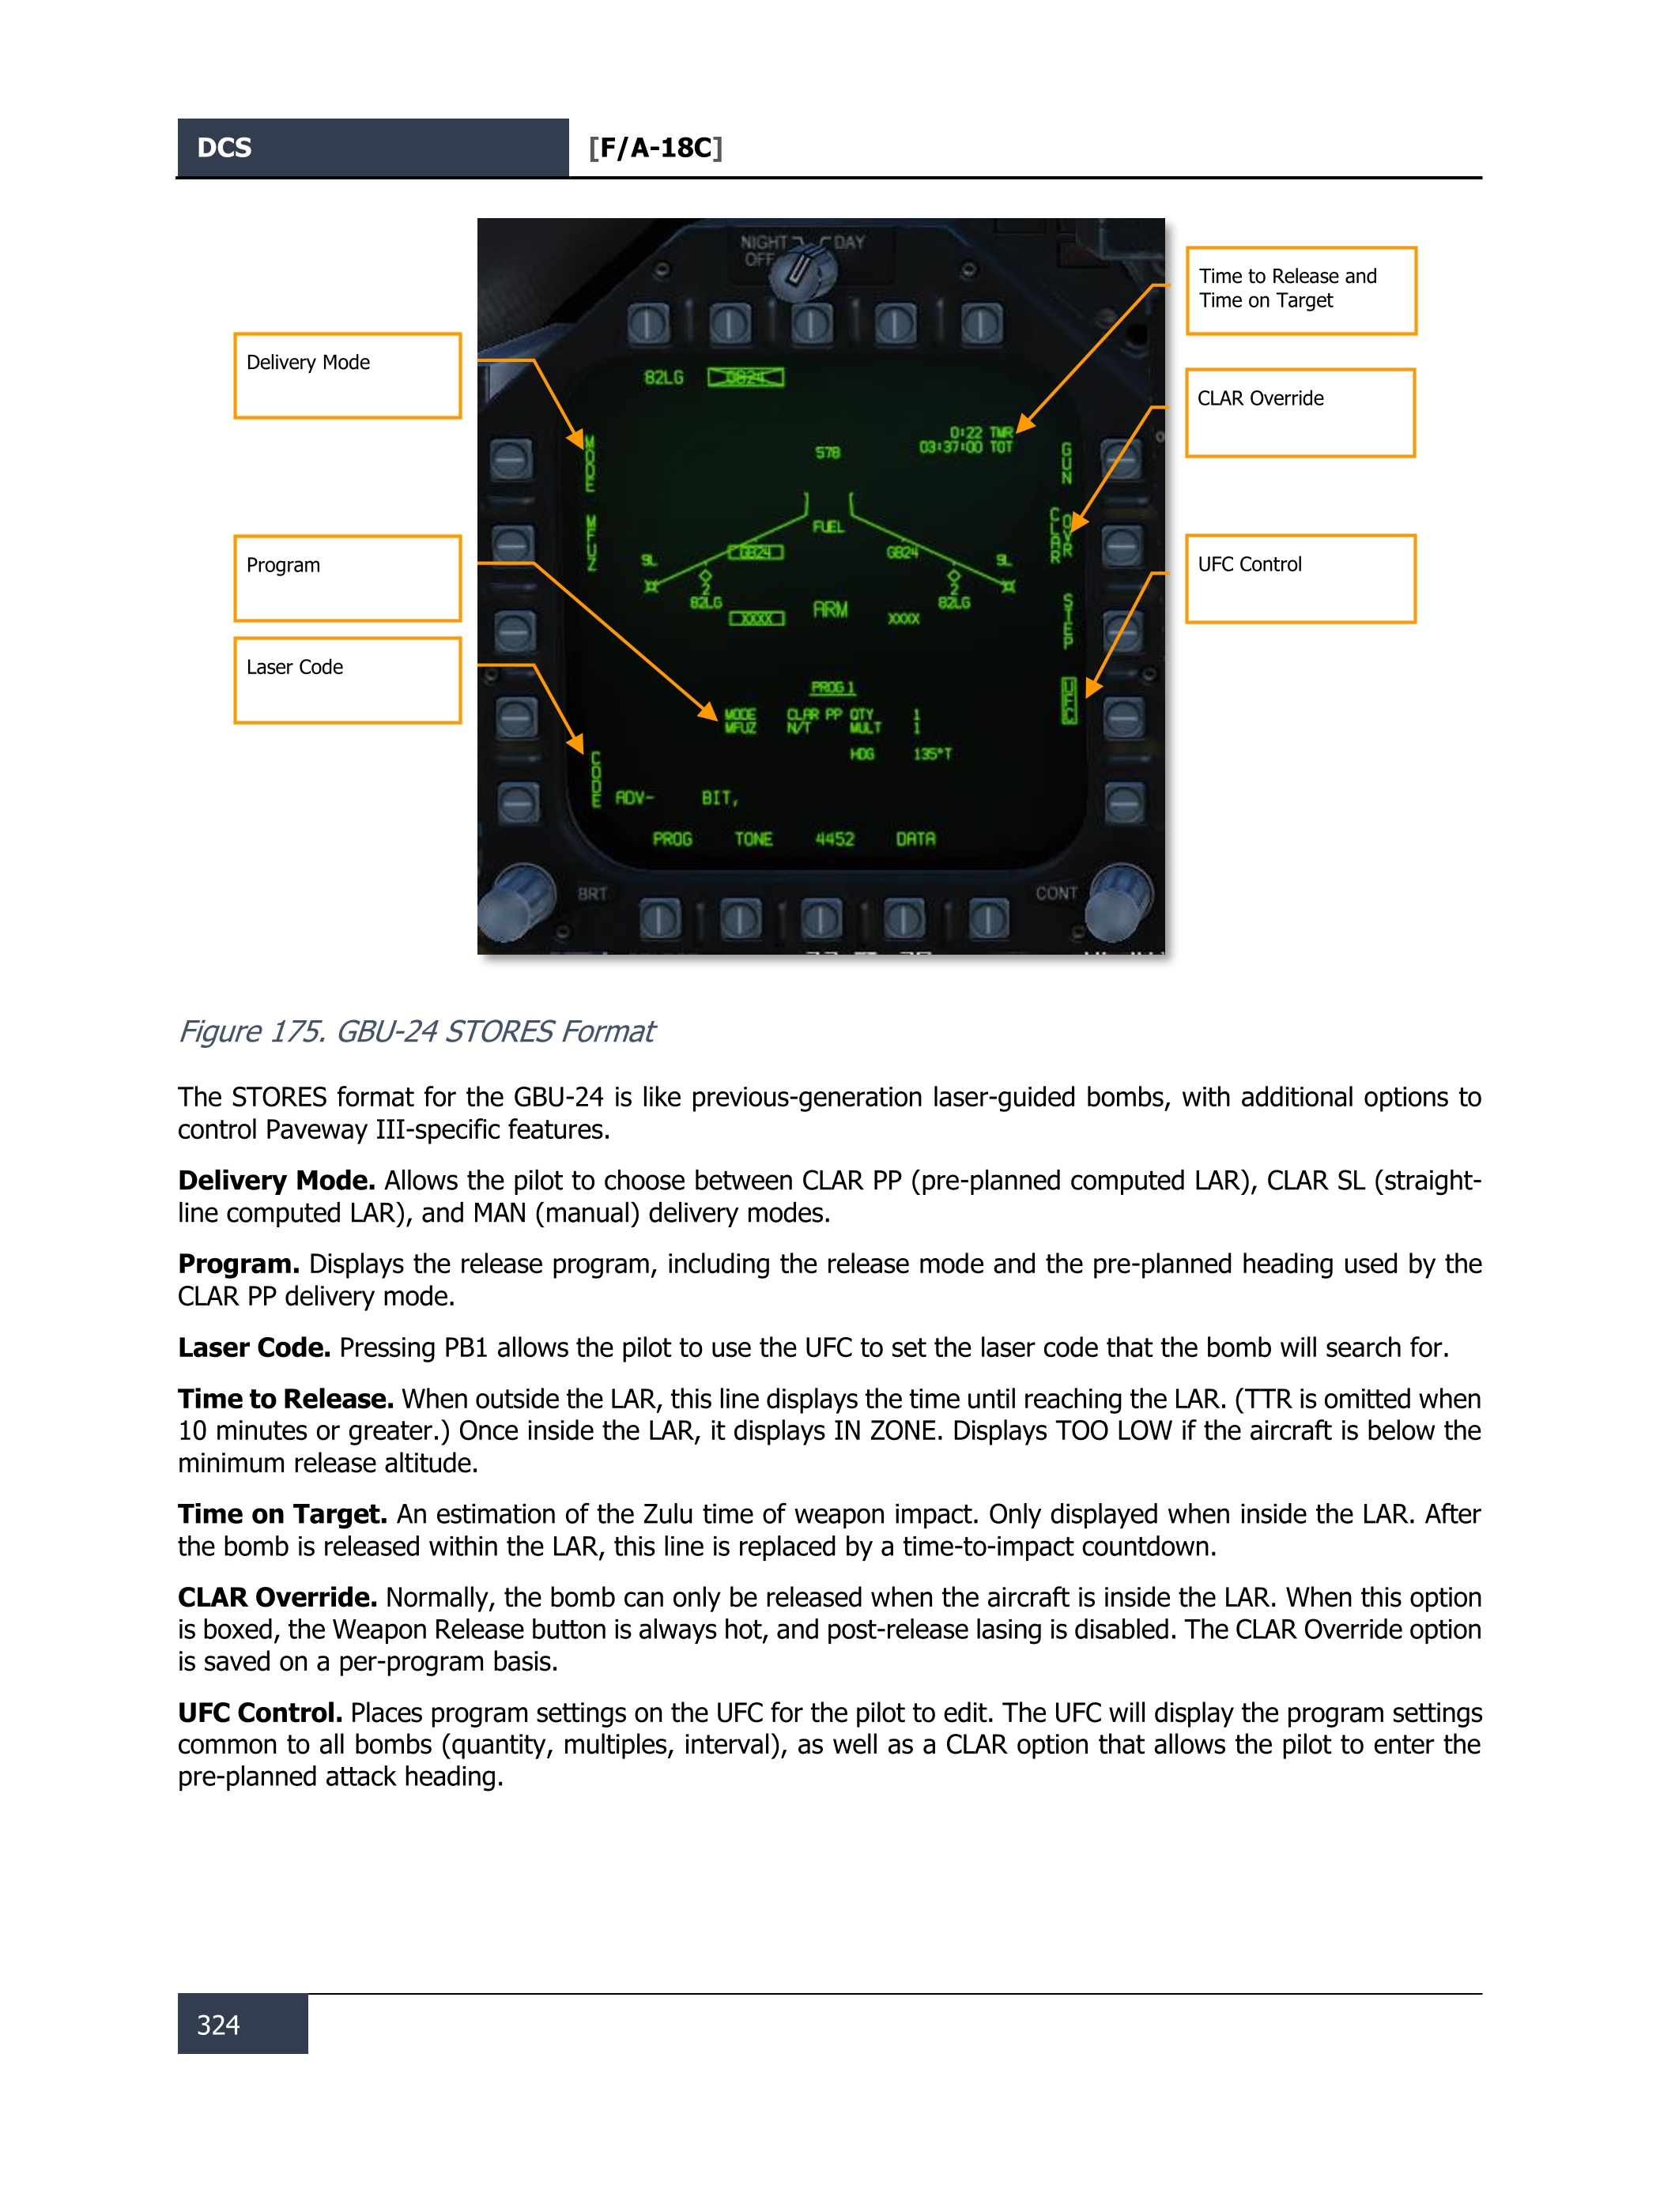 DCS [F/A-18C]
NIGHT DAY
OFF
Time to Release and
Time on Target
Delivery Mode
82LG GB24
CLAR Override
MODE
0:22 TMR
578 03:37:00 TOT
GUN
MFUZ
CLAR OVR
FUEL
Program
9L GB24 GB24 9L
UFC Control
2 2
82LG ARM 82LG
XXXX XXXX
STEP
Laser Code
PROG 1
UFC
MODE CLAR PP QTY 1
MFUZ N/T MULT 1
HDG 135°T
CODE
ADV- BIT,
PROG TONE 4452 DATA
BRT CONT
Figure 175. GBU-24 STORES Format
The STORES format for the GBU-24 is like previous-generation laser-guided bombs, with additional options to
control Paveway III-specific features.
Delivery Mode. Allows the pilot to choose between CLAR PP (pre-planned computed LAR), CLAR SL (straight-
line computed LAR), and MAN (manual) delivery modes.
Program. Displays the release program, including the release mode and the pre-planned heading used by the
CLAR PP delivery mode.
Laser Code. Pressing PB1 allows the pilot to use the UFC to set the laser code that the bomb will search for.
Time to Release. When outside the LAR, this line displays the time until reaching the LAR. (TTR is omitted when
10 minutes or greater.) Once inside the LAR, it displays IN ZONE. Displays TOO LOW if the aircraft is below the
minimum release altitude.
Time on Target. An estimation of the Zulu time of weapon impact. Only displayed when inside the LAR. After
the bomb is released within the LAR, this line is replaced by a time-to-impact countdown.
CLAR Override. Normally, the bomb can only be released when the aircraft is inside the LAR. When this option
is boxed, the Weapon Release button is always hot, and post-release lasing is disabled. The CLAR Override option
is saved on a per-program basis.
UFC Control. Places program settings on the UFC for the pilot to edit. The UFC will display the program settings
common to all bombs (quantity, multiples, interval), as well as a CLAR option that allows the pilot to enter the
pre-planned attack heading.
324